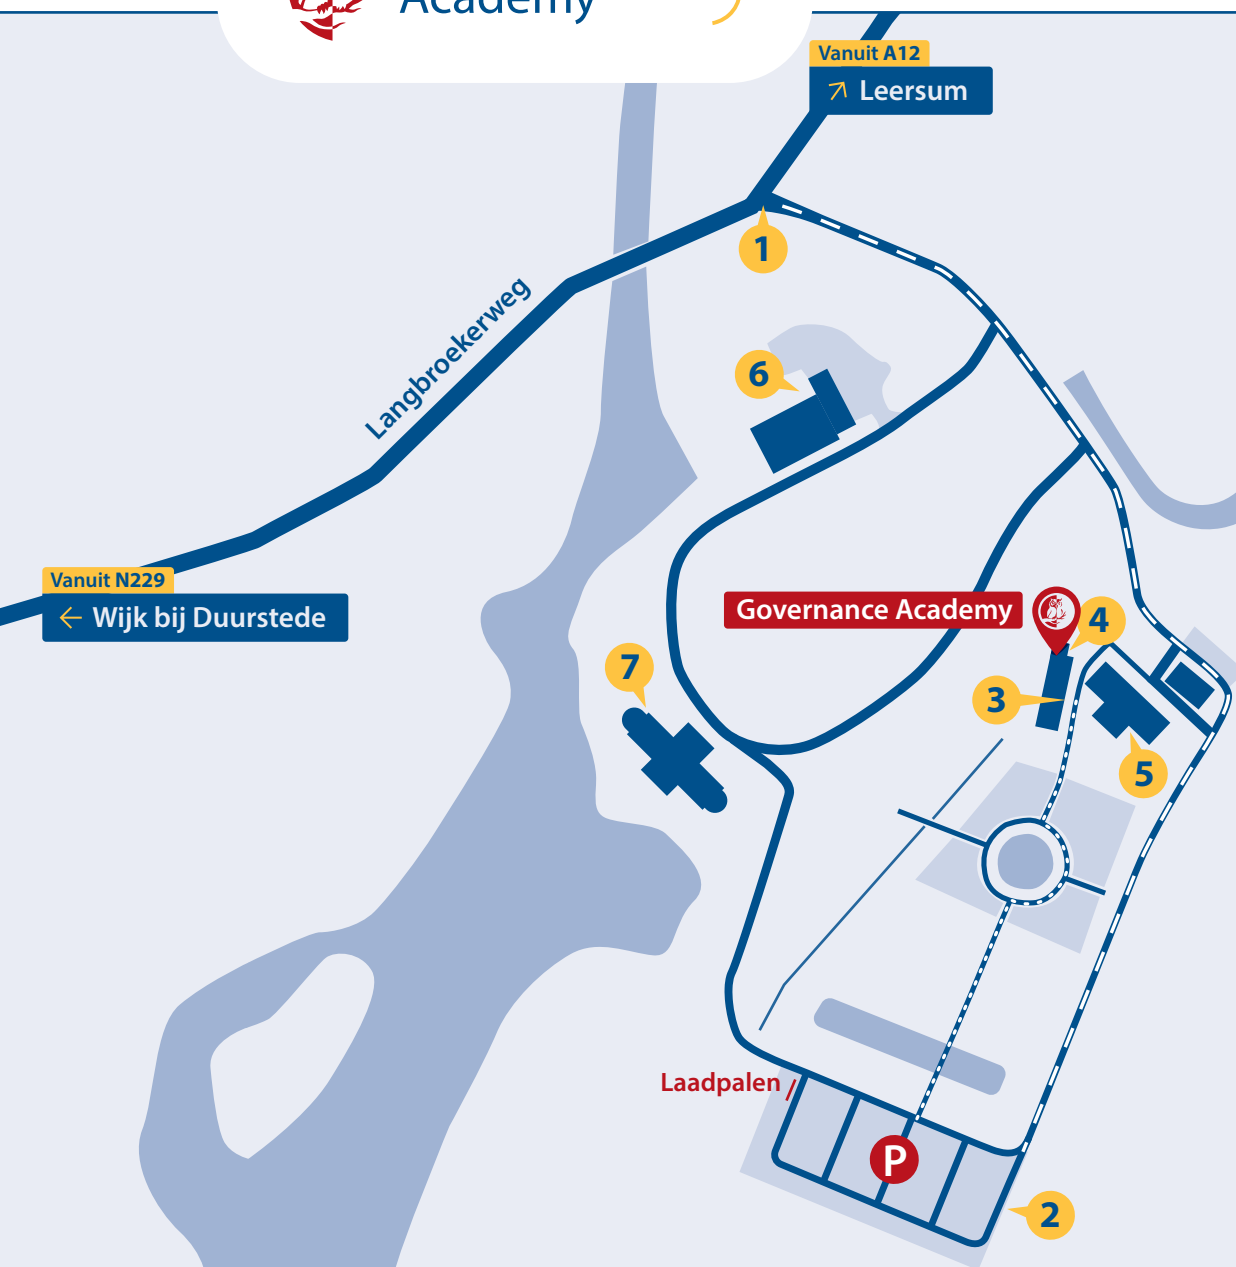 Academy
Vanuit A12
Leersum
1
Langbroekerweg
6
Vanuit N229
Wijk bij Duurstede
Governance Academy
4
7
3
5
Laadpalen
P
2